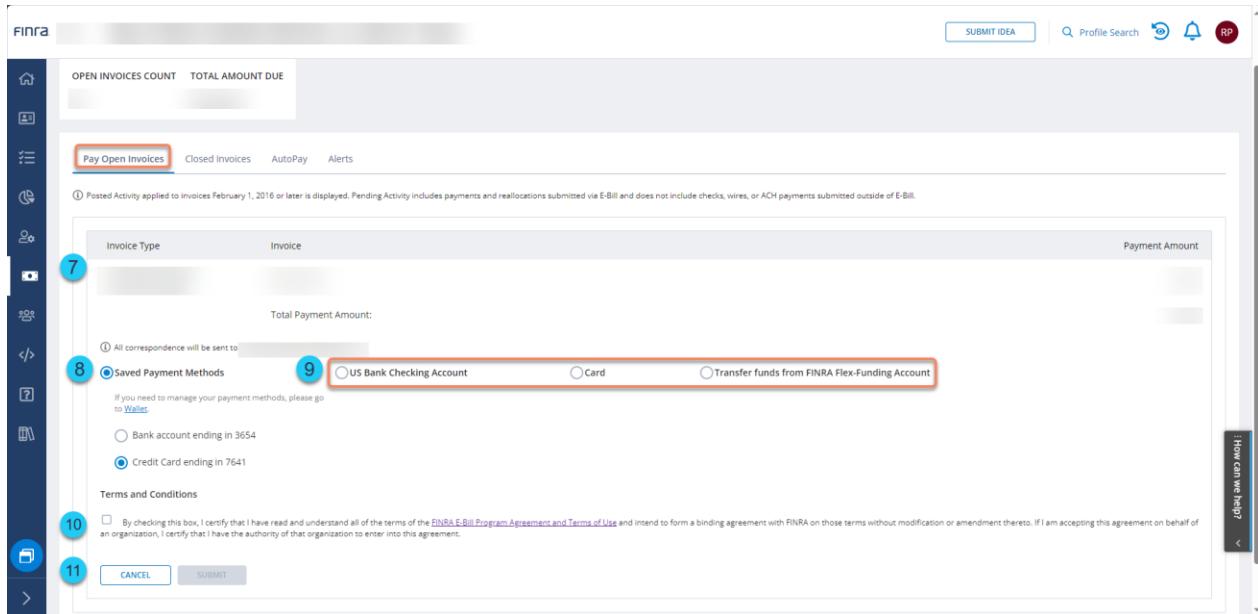 FINra
SUBMIT IDEA
Profile Search
RP
OPEN INVOICES COUNT TOTAL AMOUNT DUE
Pay Open Invoices Closed Invoices AutoPay Alerts
Posted Activity applied to invoices February 1, 2016 or later is displayed. Pending Activity includes payments and reallocations submitted via E-Bill and does not include checks, wires, or ACH payments submitted outside of E-Bill.
Invoice Type Invoice Payment Amount
7
Total Payment Amount:
All correspondence will be sent to
8 Saved Payment Methods 9 US Bank Checking Account Card Transfer funds from FINRA Flex-Funding Account
If you need to manage your payment methods, please go
to Wallet.
Bank account ending in 3654
Credit Card ending in 7641
Terms and Conditions
10 By checking this box, I certify that I have read and understand all of the terms of the FINRA E-Bill Program Agreement and Terms of Use and intend to form a binding agreement with FINRA on those terms without modification or amendment thereto. If I am accepting this agreement on behalf of
an organization, I certify that I have the authority of that organization to enter into this agreement.
11 CANCEL SUBMIT
How can we help?